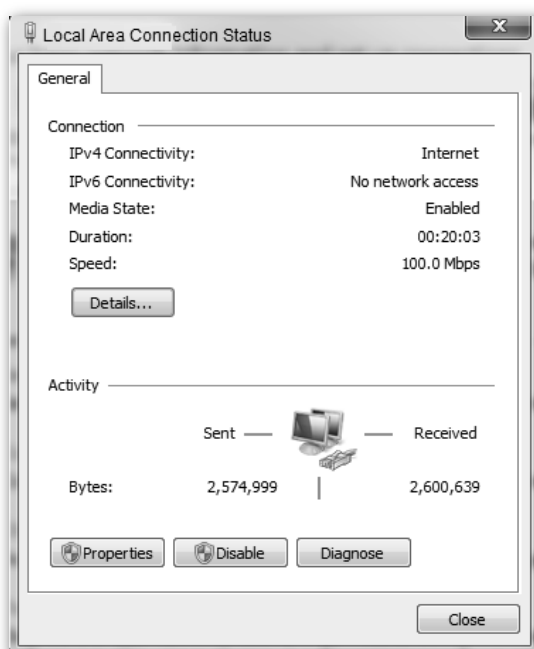 Local Area Connection Status
X
General
Connection
IPv4 Connectivity: Internet
IPv6 Connectivity: No network access
Media State: Enabled
Duration: 00:20:03
Speed: 100.0 Mbps
Details...
Activity
Sent Received
Bytes: 2,574,999 2,600,639
Properties Disable Diagnose
Close